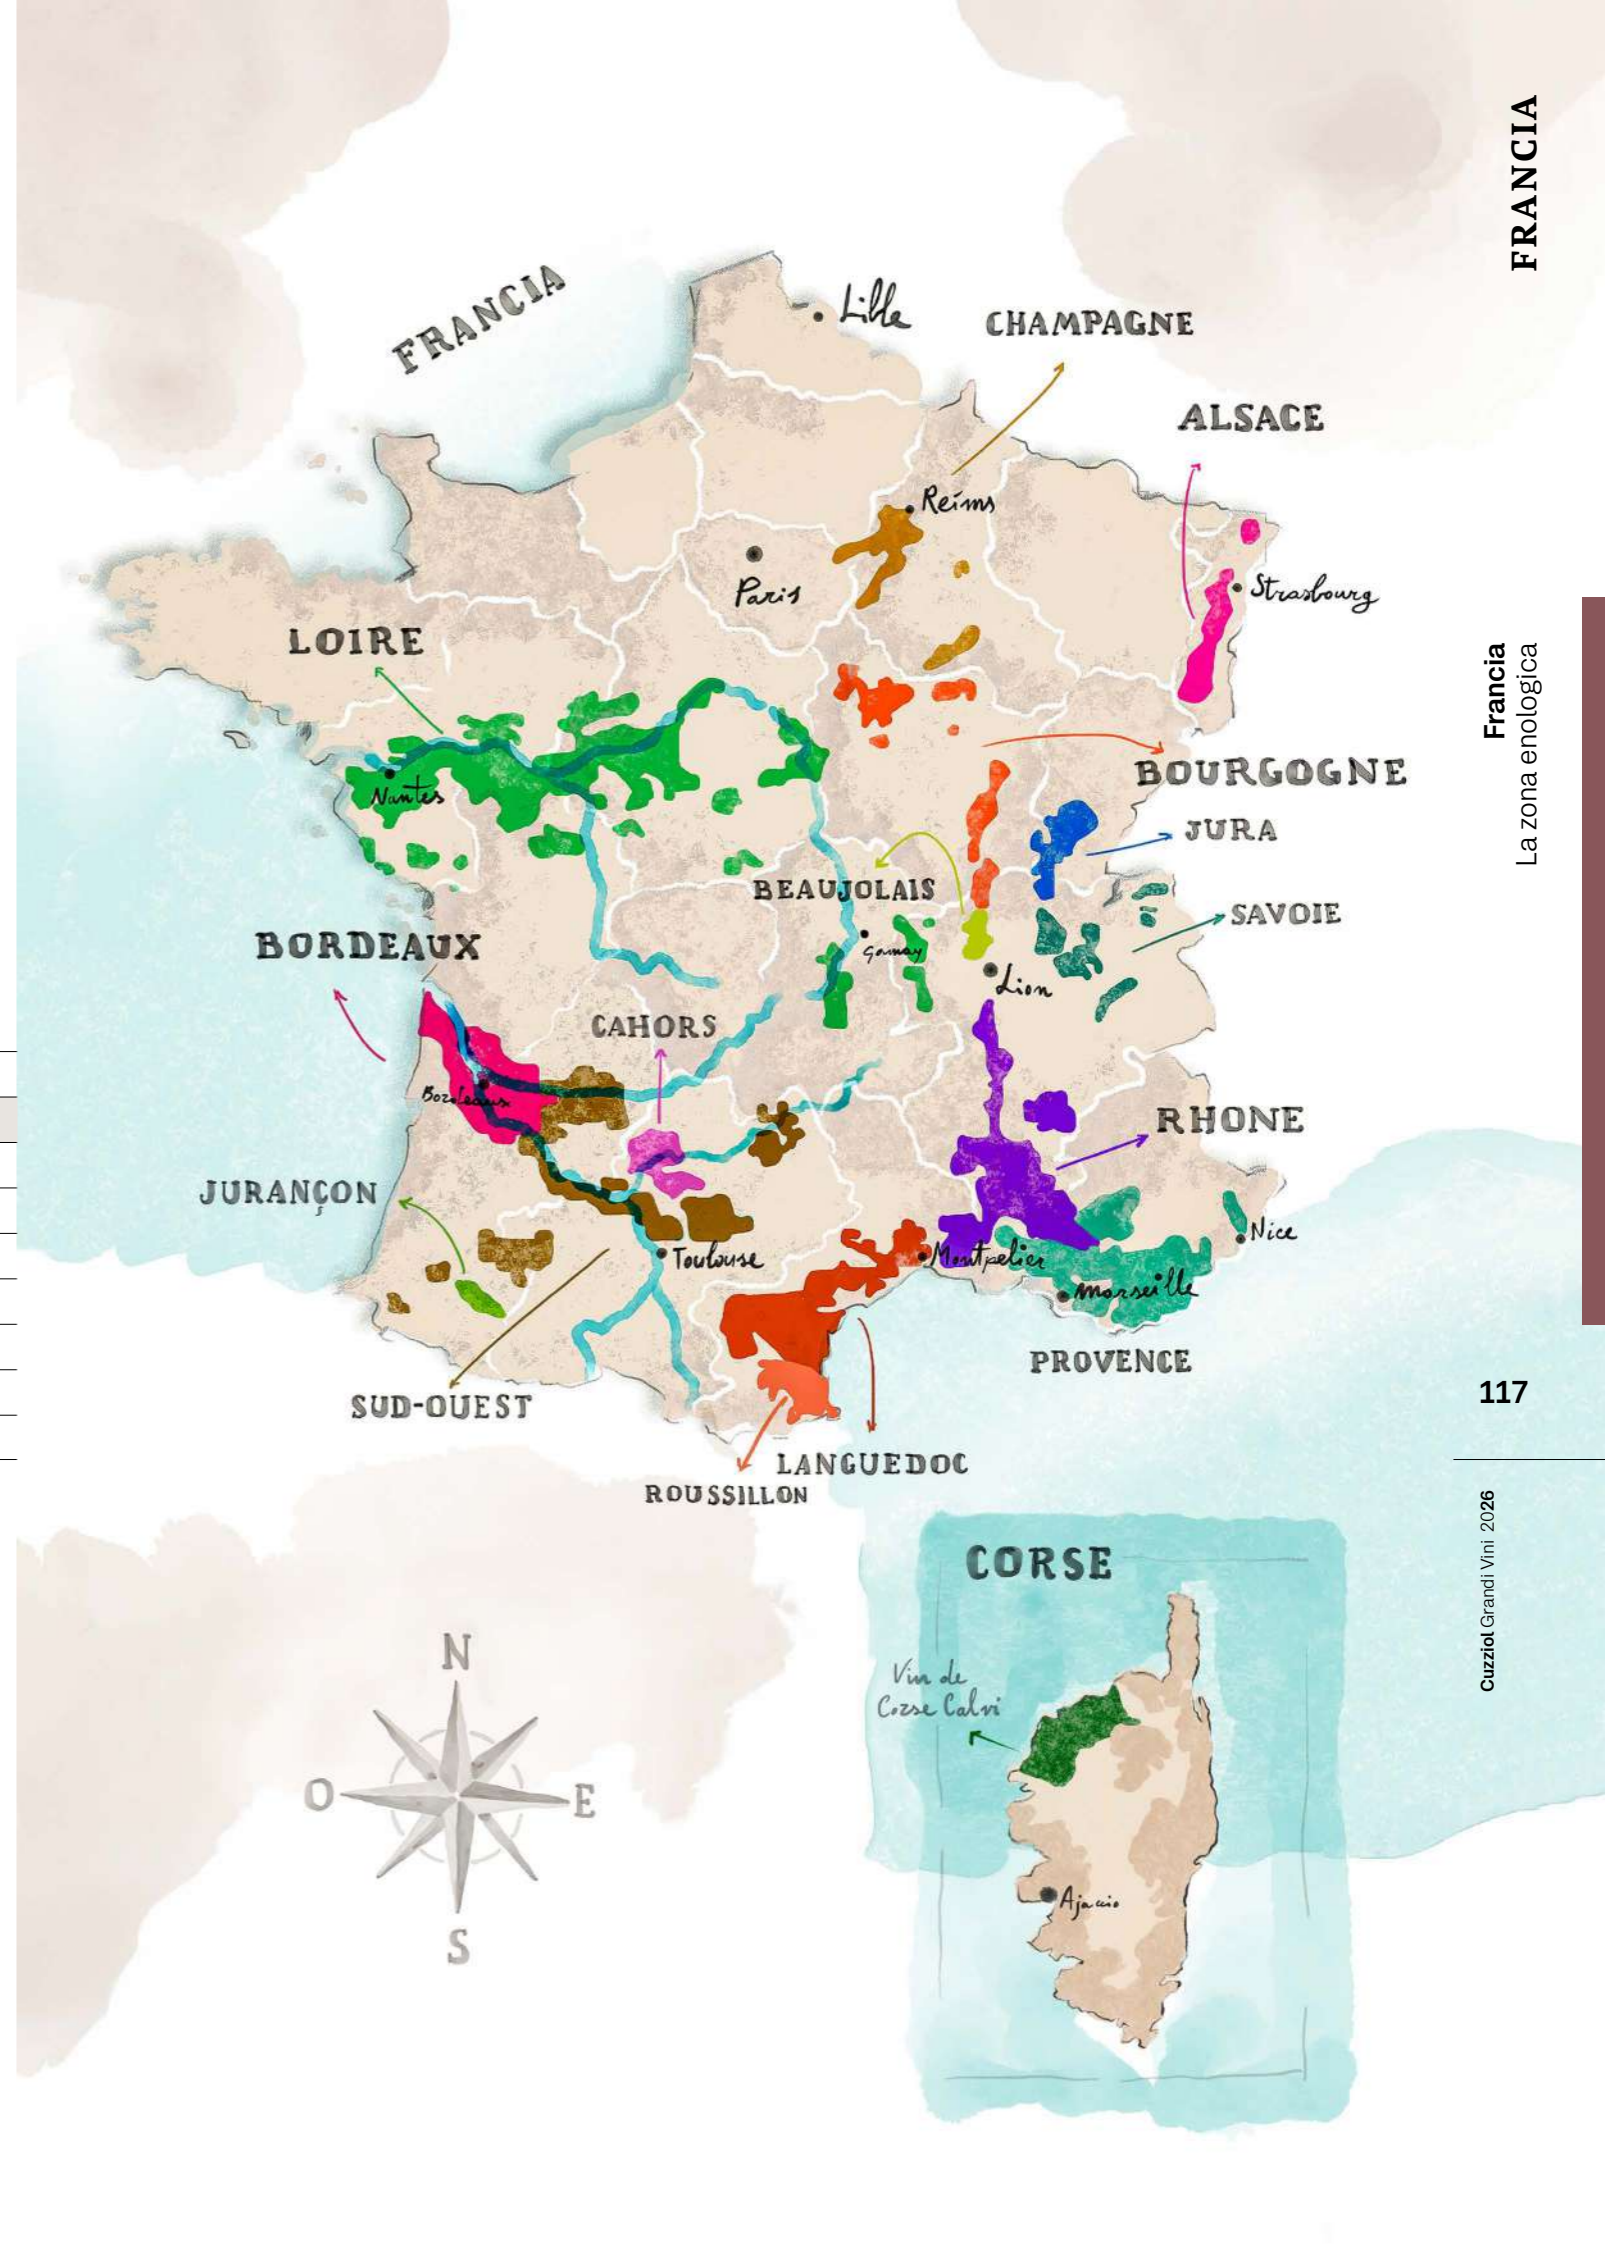 FRANCIA
FRANCIA
Lille
CHAMPAGNE
ALSACE
Reims
Paris
Strasbourg
LOIRE
Francia
La zona enologica
BOURGOGNE
Nantes
JURA
BEAUJOLAIS
SAVOIE
BORDEAUX
Gamay
Lion
CAHORS
Bordeaux
RHONE
JURANÇON
Nice
Toulouse
Montpelier
marseille
PROVENCE
117
SUD-OUEST
LANGUEDOC
ROUSSILLON
Cuzziol Grandi Vini 2026
CORSE
N
Vin de
Corse Calvi
O
E
Ajaccio
S